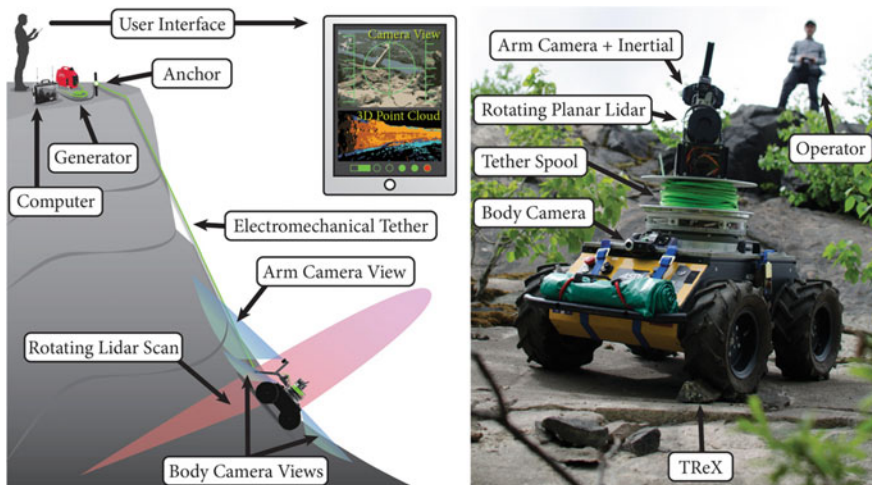 User Interface
Anchor
Generator
Computer
Camera View
3D Point Cloud
Electromechanical Tether
Arm Camera View
Rotating Lidar Scan
Body Camera Views
Arm Camera + Inertial
Rotating Planar Lidar
Operator
Tether Spool
Body Camera
TReX